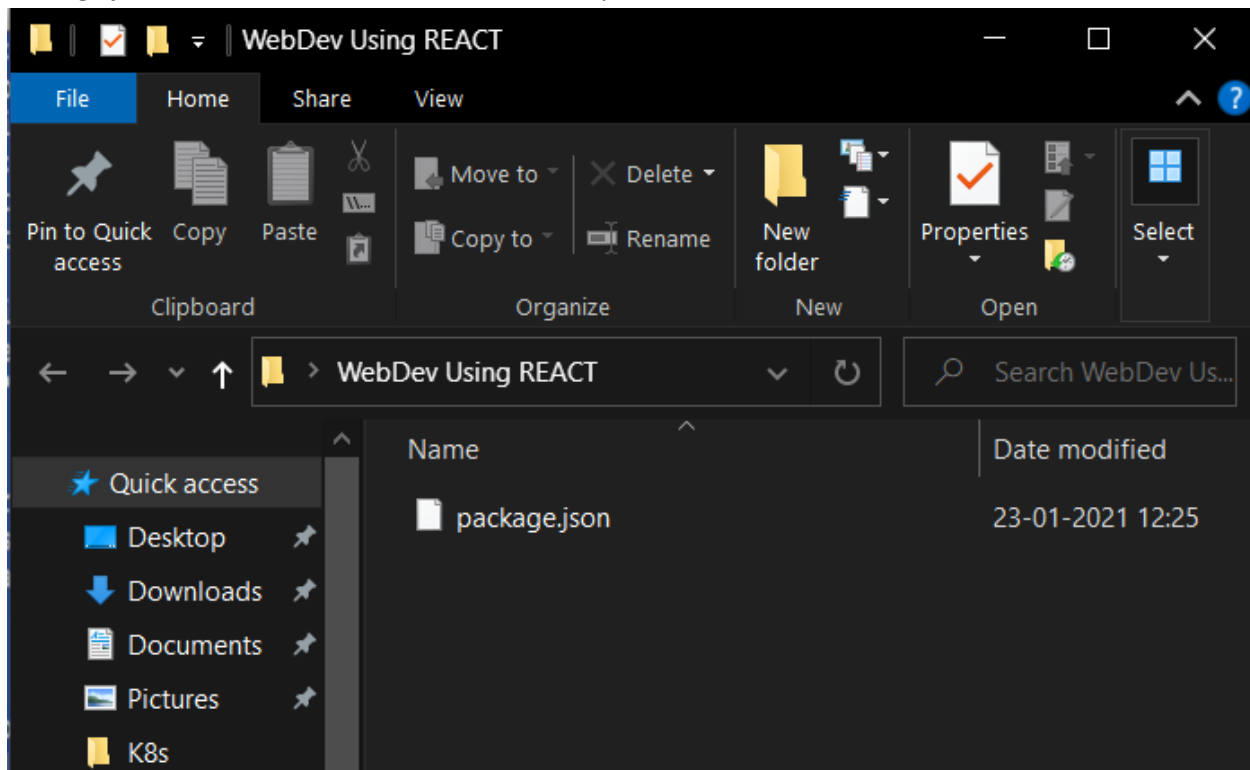 WebDev Using REACT
File Home Share View
Pin to Quick access
Copy
Paste
Clipboard
Move to
Copy to
Delete
Rename
Organize
New folder
New
Properties
Open
Select
WebDev Using REACT
Search WebDev Us...
Name Date modified
Quick access
package.json 23-01-2021 12:25
Desktop
Downloads
Documents
Pictures
K8s